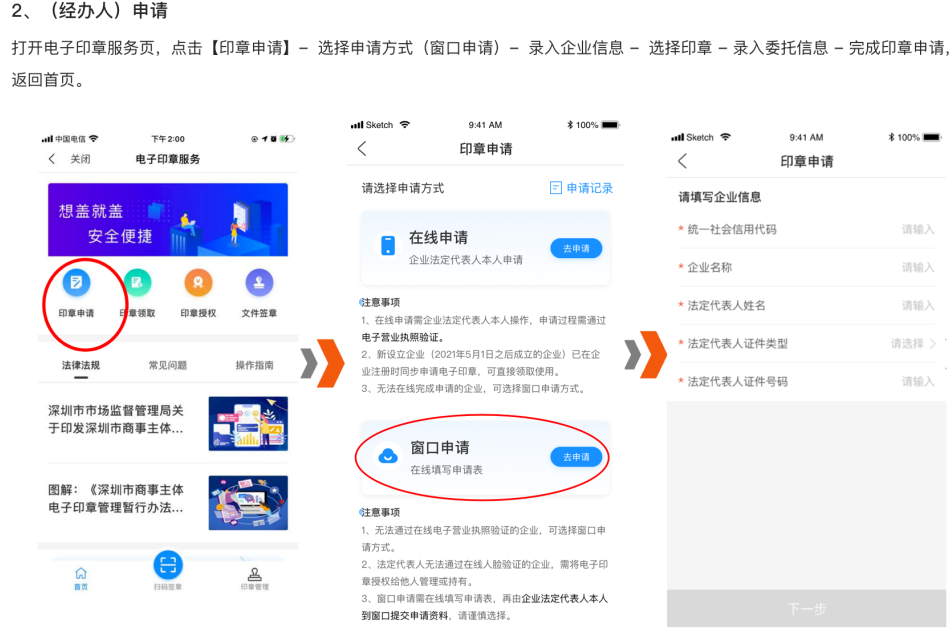 2、（经办人）申请
打开电子印章服务页，点击【印章申请】– 选择申请方式（窗口申请）– 录入企业信息 – 选择印章 – 录入委托信息 – 完成印章申请，
返回首页。
中国电信
下午2:00
关闭
电子印章服务
想盖就盖
安全便捷
印章申请
印章领取
印章授权
文件签章
法律法规
常见问题
操作指南
深圳市市场监督管理局关
于印发深圳市商事主体...
图解：《深圳市商事主体
电子印章管理暂行办法...
首页
扫码签章
印章管理
Sketch
9:41 AM
100%
印章申请
请选择申请方式
申请记录
在线申请
企业法定代表人本人申请
去申请
注意事项
1、在线申请需企业法定代表人本人操作，申请过程需通过
电子营业执照验证。
2、新设立企业（2021年5月1日之后成立的企业）已在企
业注册时同步申请电子印章，可直接领取使用。
3、无法在线完成申请的企业，可选择窗口申请方式。
窗口申请
在线填写申请表
去申请
注意事项
1、无法通过在线电子营业执照验证的企业，可选择窗口申
请方式。
2、法定代表人无法通过在线人脸验证的企业，需将电子印
章授权给他人管理或持有。
3、窗口申请需在线填写申请表，再由企业法定代表人本人
到窗口提交申请资料，请谨慎选择。
Sketch
9:41 AM
100%
印章申请
请填写企业信息
* 统一社会信用代码
请输入
* 企业名称
请输入
* 法定代表人姓名
请输入
* 法定代表人证件类型
请选择 >
* 法定代表人证件号码
请输入
下一步